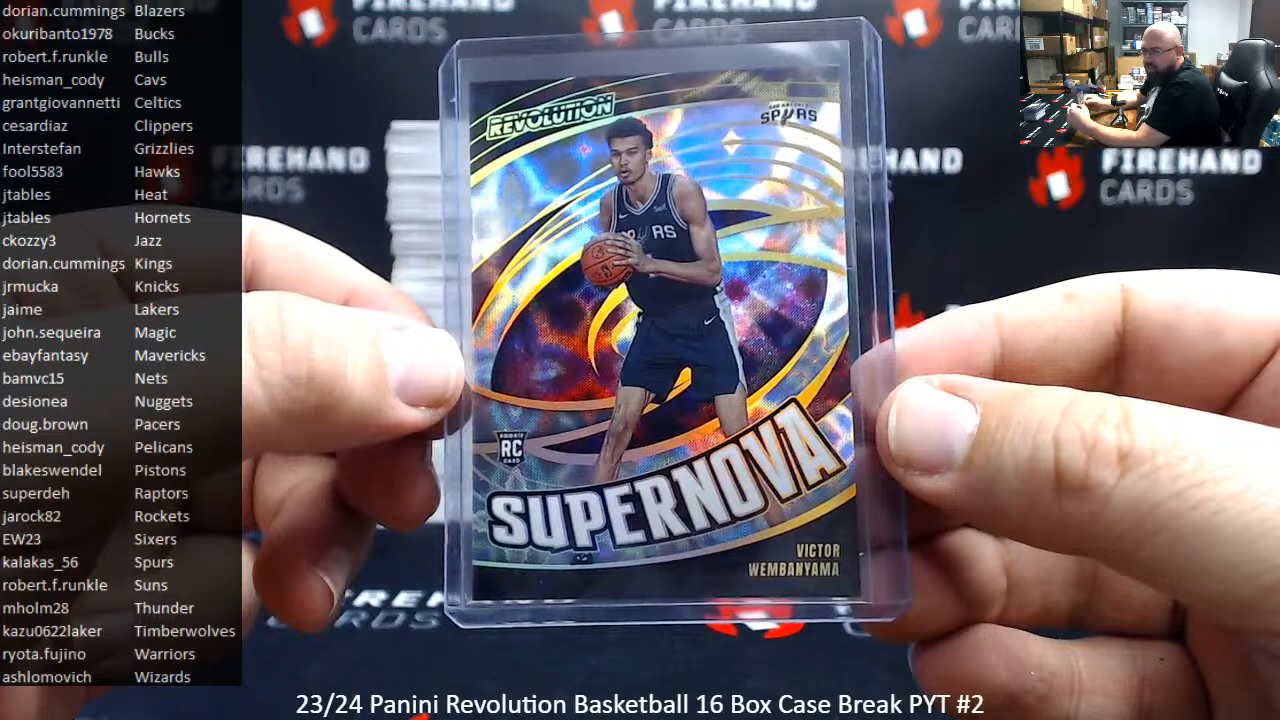 dorian.cummings Blazers
okuribanto1978 Bucks
robert.f.runkle Bulls
heisman_cody Cavs
grantgiovannetti Celtics
cesardiaz Clippers
Interstefan Grizzlies
fool5583 Hawks
jtables Heat
jtables Hornets
ckozzy3 Jazz
dorian.cummings Kings
jrmucka Knicks
jaime Lakers
john.sequeira Magic
ebayfantasy Mavericks
bamvc15 Nets
desionea Nuggets
doug.brown Pacers
heisman_cody Pelicans
blakeswendel Pistons
superdeh Raptors
jarock82 Rockets
EW23 Sixers
kalakas_56 Spurs
robert.f.runkle Suns
mholm28 Thunder
kazu0622laker Timberwolves
ryota.fujino Warriors
ashlomovich Wizards
FIREHAND
CARDS
CARDS
FIREHAND
CARDS
REVOLUTION
SPURS
RC
SUPERNOVA
VICTOR
WEMBANYAMA
23/24 Panini Revolution Basketball 16 Box Case Break PYT #2